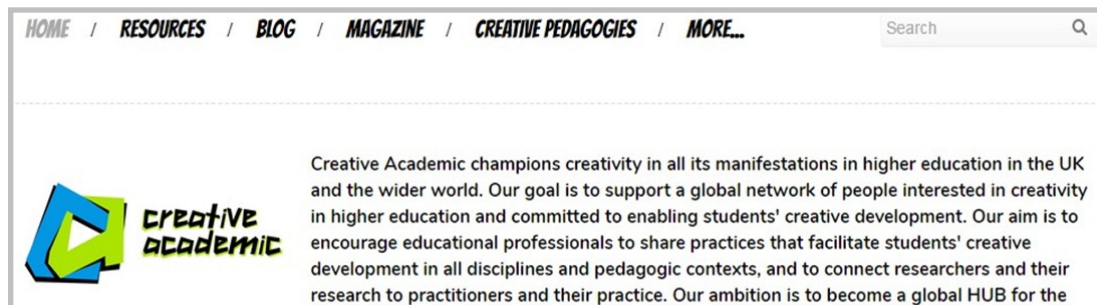 HOME / RESOURCES / BLOG / MAGAZINE / CREATIVE PEDAGOGIES / MORE... Search
creative
academic
Creative Academic champions creativity in all its manifestations in higher education in the UK
and the wider world. Our goal is to support a global network of people interested in creativity
in higher education and committed to enabling students' creative development. Our aim is to
encourage educational professionals to share practices that facilitate students' creative
development in all disciplines and pedagogic contexts, and to connect researchers and their
research to practitioners and their practice. Our ambition is to become a global HUB for the